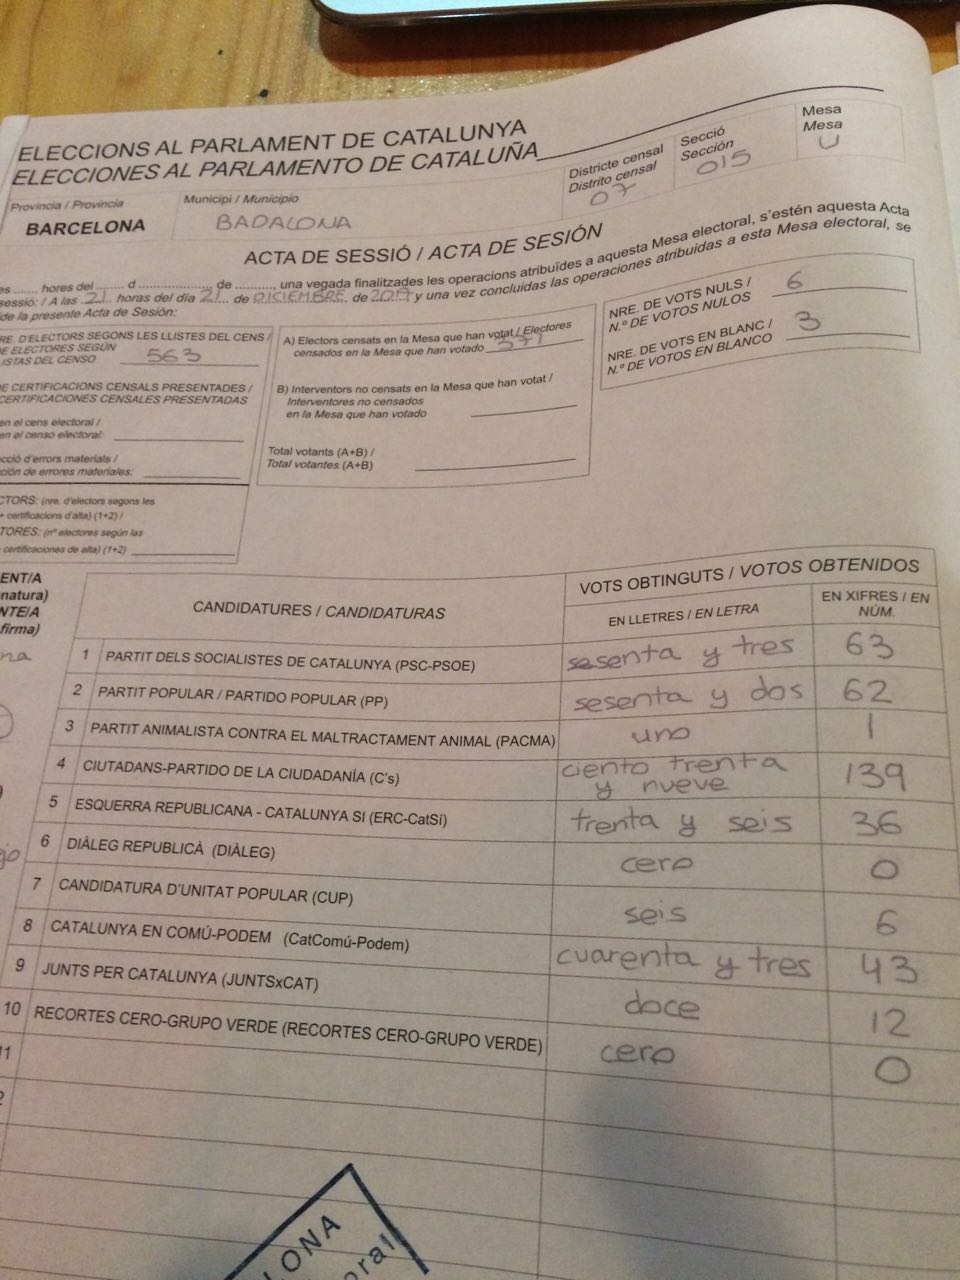 ELECCIONS AL PARLAMENT DE CATALUNYA
ELECCIONES AL PARLAMENTO DE CATALUÑA
Districte censal
Distrito censal
07
Secció
Sección
015
Mesa
Mesa
U
Província / Provincia
BARCELONA
Municipi / Municipio
BADALONA
ACTA DE SESSIÓ / ACTA DE SESIÓN
es ...... hores del ...... d .................. de ........., una vegada finalitzades les operacions atribuïdes a aquesta Mesa electoral, s'estén aquesta Acta
sessió: / A las 21 horas del día 21 de DICIEMBRE de 2017 y una vez concluidas las operaciones atribuidas a esta Mesa electoral, se
de la presente Acta de Sesión:
RE. D'ELECTORS SEGONS LES LLISTES DEL CENS /
E ELECTORES SEGÚN
ISTAS DEL CENSO 563
E CERTIFICACIONS CENSALS PRESENTADES /
CERTIFICACIONES CENSALES PRESENTADAS
en el cens electoral /
en el censo electoral:
cció d'errors materials /
ción de errores materiales:
CTORS: (nre. d'electors segons les
+ certificacions d'alta) (1+2) /
TORES: (nº electores según las
certificaciones de alta) (1+2)
A) Electors censats en la Mesa que han votat / Electores
censados en la Mesa que han votado 371
B) Interventors no censats en la Mesa que han votat /
Interventores no censados
en la Mesa que han votado
Total votants (A+B) /
Total votantes (A+B)
NRE. DE VOTS NULS /
N.º DE VOTOS NULOS 6
NRE. DE VOTS EN BLANC /
N.º DE VOTOS EN BLANCO 3
ENT/A
natura)
NTE/A
firma)
na
CANDIDATURES / CANDIDATURAS
VOTS OBTINGUTS / VOTOS OBTENIDOS
EN LLETRES / EN LETRA
EN XIFRES / EN
NÚM.
1 PARTIT DELS SOCIALISTES DE CATALUNYA (PSC-PSOE) sesenta y tres 63
2 PARTIT POPULAR / PARTIDO POPULAR (PP) sesenta y dos 62
3 PARTIT ANIMALISTA CONTRA EL MALTRACTAMENT ANIMAL (PACMA) uno 1
4 CIUTADANS-PARTIDO DE LA CIUDADANÍA (C's) ciento trenta
y nueve 139
5 ESQUERRA REPUBLICANA - CATALUNYA SI (ERC-CatSí) trenta y seis 36
6 DIÀLEG REPUBLICÀ (DIÀLEG) cero 0
7 CANDIDATURA D'UNITAT POPULAR (CUP) seis 6
8 CATALUNYA EN COMÚ-PODEM (CatComú-Podem) cuarenta y tres 43
9 JUNTS PER CATALUNYA (JUNTSxCAT) doce 12
10 RECORTES CERO-GRUPO VERDE (RECORTES CERO-GRUPO VERDE) cero 0
11
2
LONA
oral